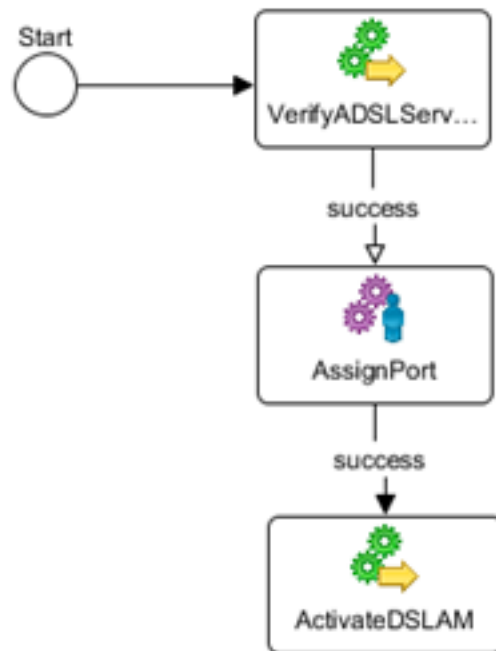 Start
VerifyADSLServ...
success
AssignPort
success
ActivateDSLAM